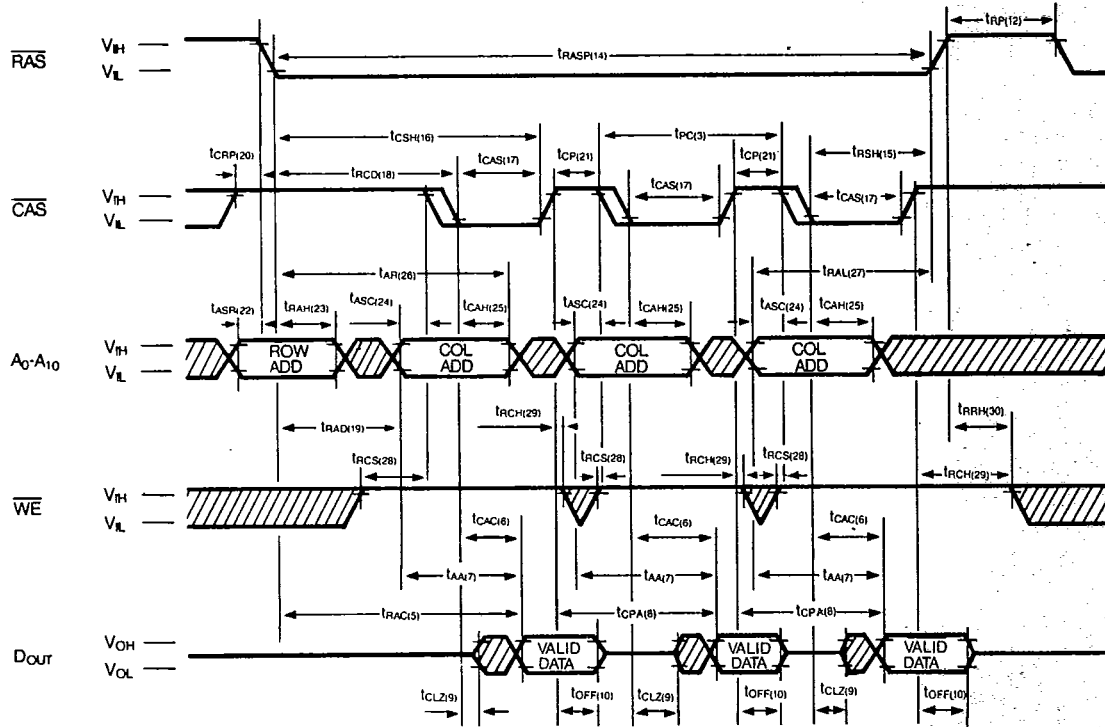 tRP(12)
VIH
RAS
tRASP(14)
VIL
tCSH(16)
tPC(3)
tCRP(20)
tCAS(17)
tCP(21)
tCP(21)
tRSH(15)
tRCD(18)
tCAS(17)
tCAS(17)
VIH
CAS
VIL
tAR(26)
tRAL(27)
tASR(22)
tRAH(23)
tASC(24)
tCAH(25)
tASC(24)
tCAH(25)
tASC(24)
tCAH(25)
VIH
A0-A10
VIL
ROW ADD
COL ADD
COL ADD
COL ADD
tRAD(19)
tRCH(29)
tRRH(30)
tRCS(28)
tRCS(28)
tRCH(29)
tRCS(28)
tRCH(29)
VIH
WE
VIL
tCAC(6)
tCAC(6)
tCAC(6)
tAA(7)
tAA(7)
tAA(7)
tRAC(5)
tCPA(8)
tCPA(8)
VOH
DOUT
VOL
VALID DATA
VALID DATA
VALID DATA
tCLZ(9)
tOFF(10)
tCLZ(9)
tOFF(10)
tCLZ(9)
tOFF(10)